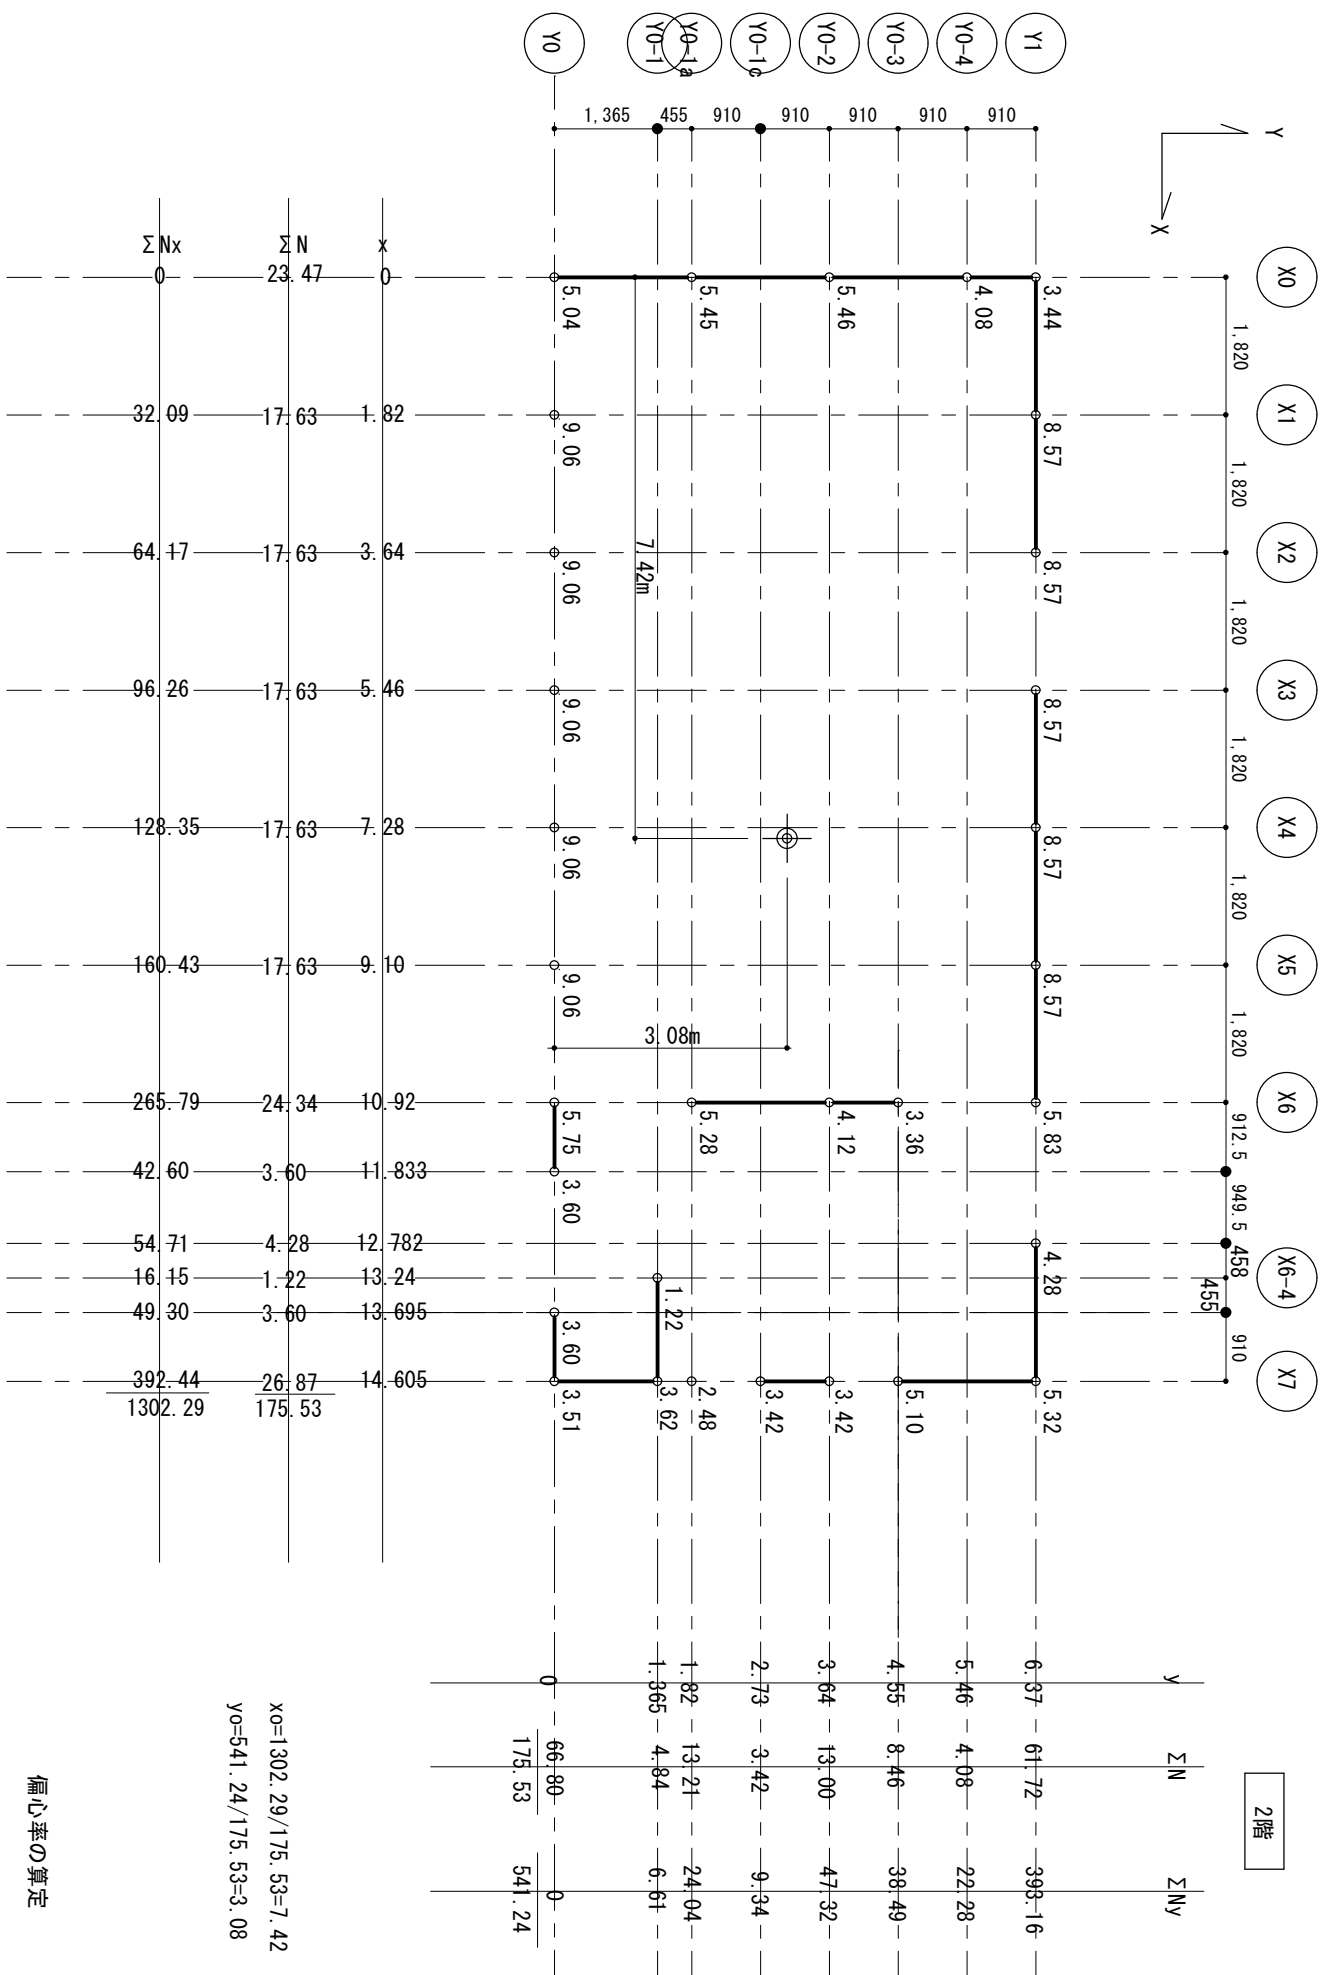 2階
Y
X
X0 X1 X2 X3 X4 X5 X6 X6-4 X7
1,820 1,820 1,820 1,820 1,820 1,820 912.5 949.5 458 455 910
y ΣN ΣNy
Y1 910 3.44 8.57 8.57 8.57 8.57 8.57 5.83 4.28 5.32 6.37 61.72 393.16
Y0-4 910 4.08 5.46 4.08 22.28
Y0-3 910 3.36 5.10 4.55 8.46 38.49
Y0-2 910 5.46 4.12 3.42 3.64 13.00 47.32
Y0-1c 910 3.42 2.73 3.42 9.34
Y0-1a 455 5.45 5.28 2.48 1.82 13.21 24.04
Y0-1 1,365 1.22 3.62 1.365 4.84 6.61
Y0 5.04 9.06 9.06 9.06 9.06 9.06 5.75 3.60 3.60 3.51 0 66.80 0
175.53 541.24
7.42m
3.08m
x 0 1.82 3.64 5.46 7.28 9.10 10.92 11.833 12.782 13.24 13.695 14.605
ΣN 23.47 17.63 17.63 17.63 17.63 17.63 24.34 3.60 4.28 1.22 3.60 26.87 175.53
ΣNx 0 32.09 64.17 96.26 128.35 160.43 265.79 42.60 54.71 16.15 49.30 392.44 1302.29
xo=1302.29/175.53=7.42
yo=541.24/175.53=3.08
偏心率の算定